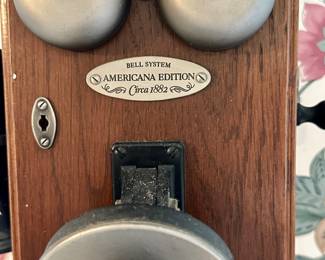 BELL SYSTEM
AMERICANA EDITION
Circa 1882